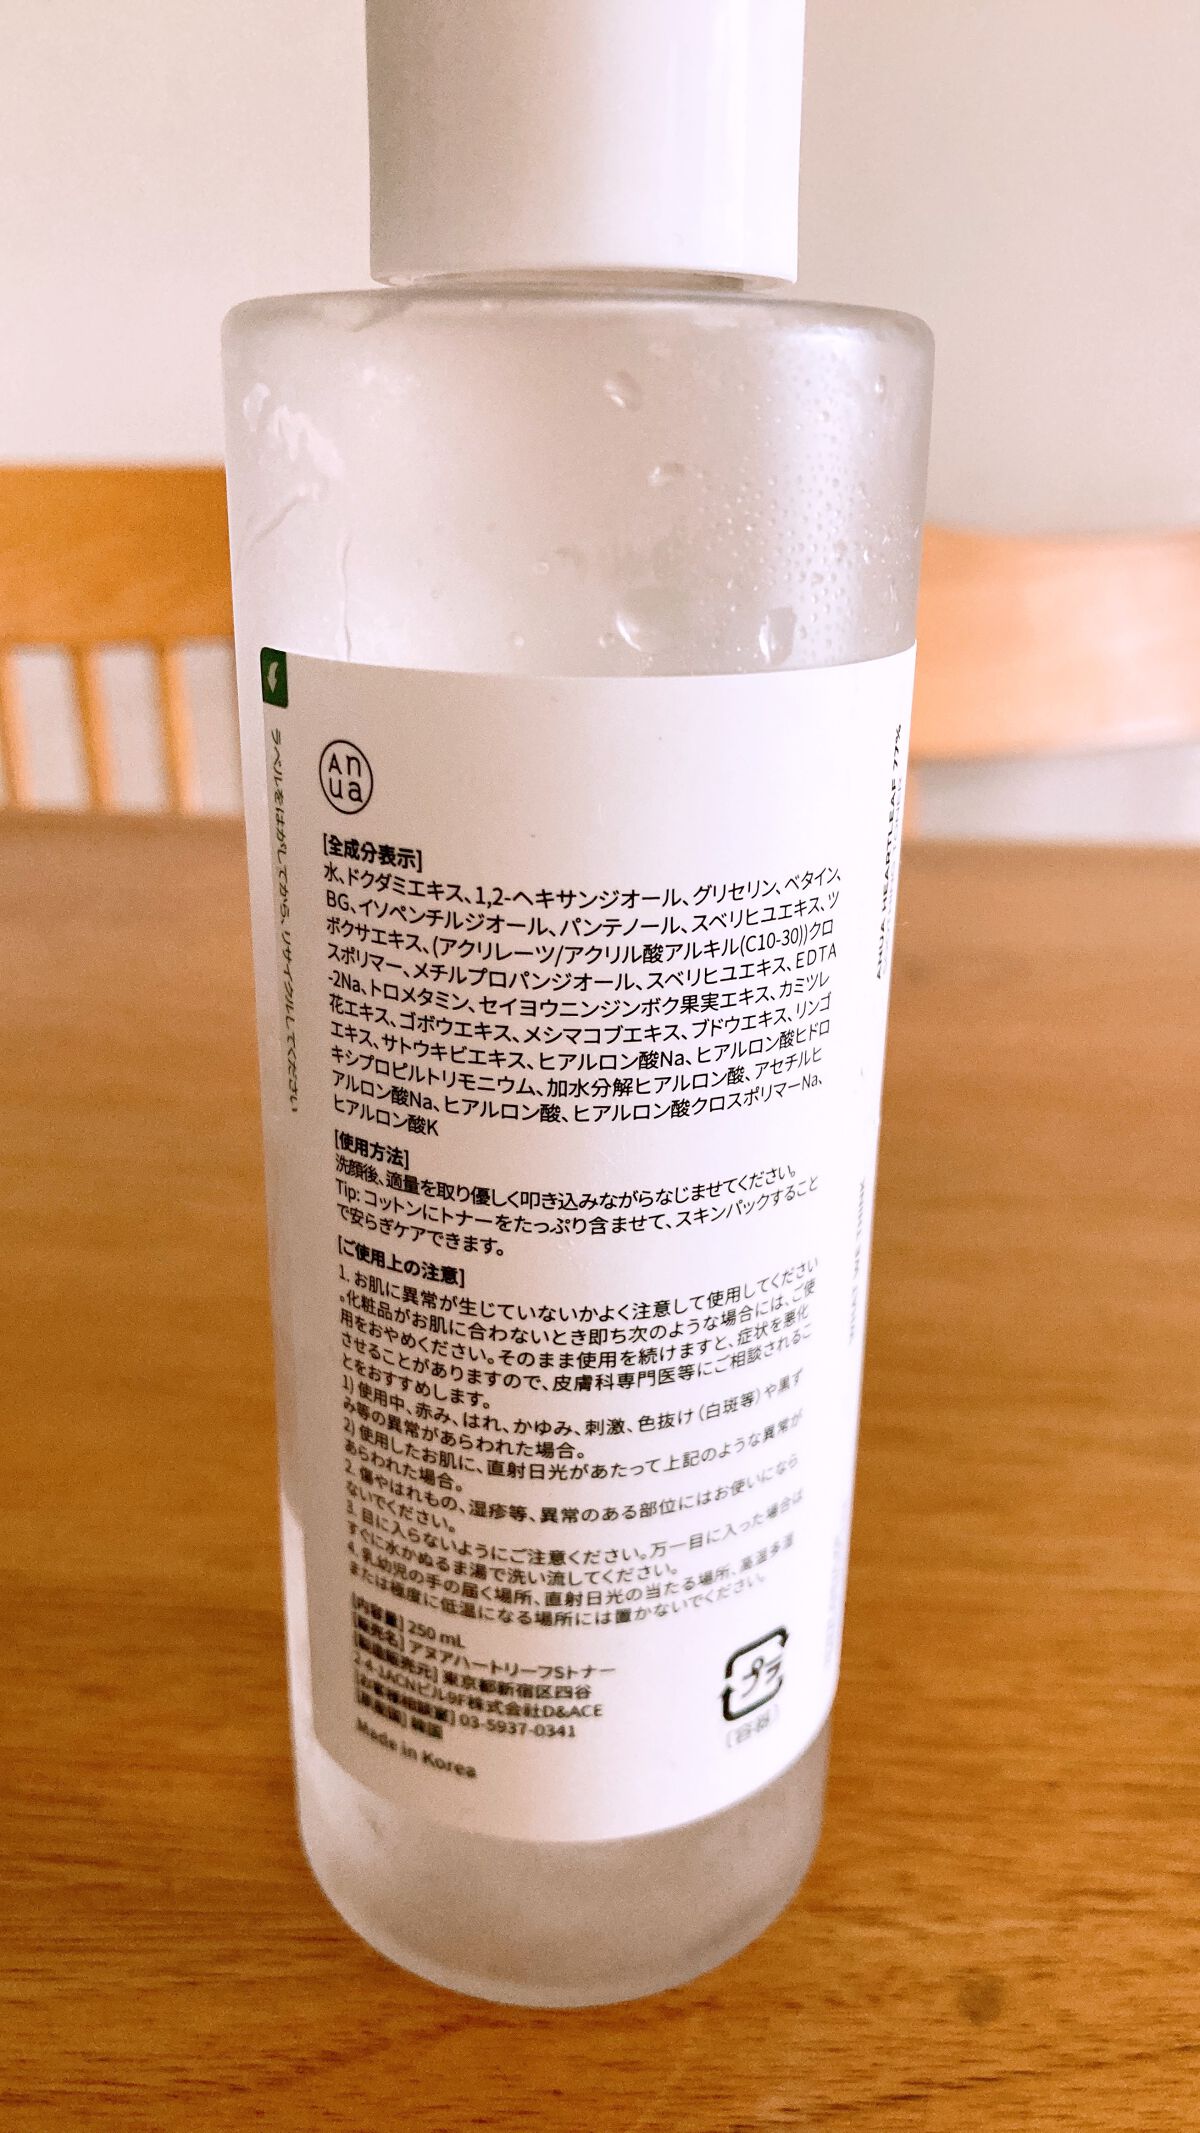 An
ua
[全成分表示]
水、ドクダミエキス、1,2-ヘキサンジオール、グリセリン、ベタイン、
BG、イソペンチルジオール、パンテノール、スベリヒユエキス、ツ
ボクサエキス、(アクリレーツ/アクリル酸アルキル(C10-30))クロ
スポリマー、メチルプロパンジオール、スベリヒユエキス、EDTA
-2Na、トロメタミン、セイヨウニンジンボク果実エキス、カミツレ
花エキス、ゴボウエキス、メシマコブエキス、ブドウエキス、リンゴ
エキス、サトウキビエキス、ヒアルロン酸Na、ヒアルロン酸ヒドロ
キシプロピルトリモニウム、加水分解ヒアルロン酸、アセチルヒ
アルロン酸Na、ヒアルロン酸、ヒアルロン酸クロスポリマーNa、
ヒアルロン酸K
[使用方法]
洗顔後、適量を取り優しく叩き込みながらなじませてください。
Tip: コットンにトナーをたっぷり含ませて、スキンパックすること
で安らぎケアできます。
[ご使用上の注意]
1. お肌に異常が生じていないかよく注意して使用してください
。化粧品がお肌に合わないとき即ち次のような場合には、ご使
用をおやめください。そのまま使用を続けますと、症状を悪化
させることがありますので、皮膚科専門医等にご相談されるこ
とをおすすめします。
1) 使用中、赤み、はれ、かゆみ、刺激、色抜け(白斑等)や黒ず
み等の異常があらわれた場合。
2) 使用したお肌に、直射日光があたって上記のような異常が
あらわれた場合。
2. 傷やはれもの、湿疹等、異常のある部位にはお使いになら
ないでください。
3. 目に入らないようにご注意ください。万一目に入った場合は
すぐに水かぬるま湯で洗い流してください。
4. 乳幼児の手の届く場所、直射日光の当たる場所、高温多湿
または極度に低温になる場所には置かないでください。
[内容量] 250 mL
[販売名] アヌアハートリーフSトナー
[製造販売元] 東京都新宿区四谷
2-4-1ACNビル9F株式会社D&ACE
[お客様相談室] 03-5937-0341
[原産国] 韓国
Made in Korea
プラ
(容器)
ラベルをはがしてから、リサイクルしてください
ANUA HEARTLEAF 77%
WHAT WE THINK